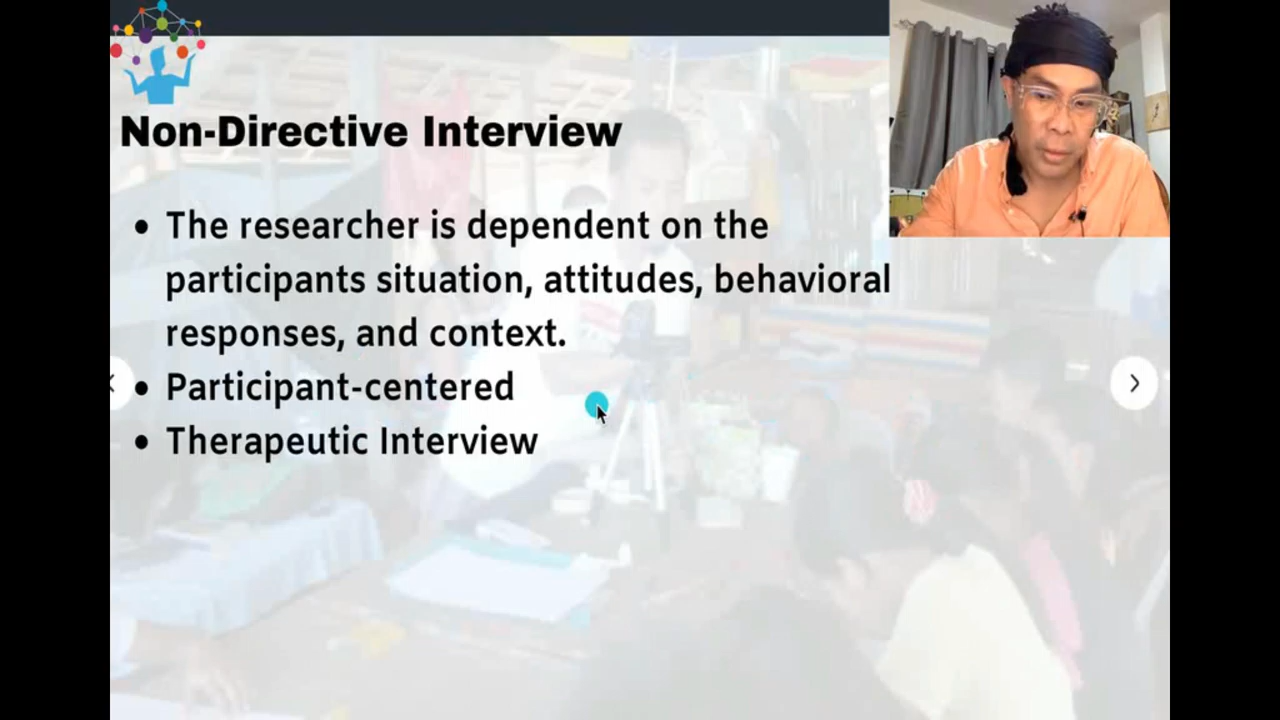 Non-Directive Interview
• The researcher is dependent on the
participants situation, attitudes, behavioral
responses, and context.
• Participant-centered
• Therapeutic Interview